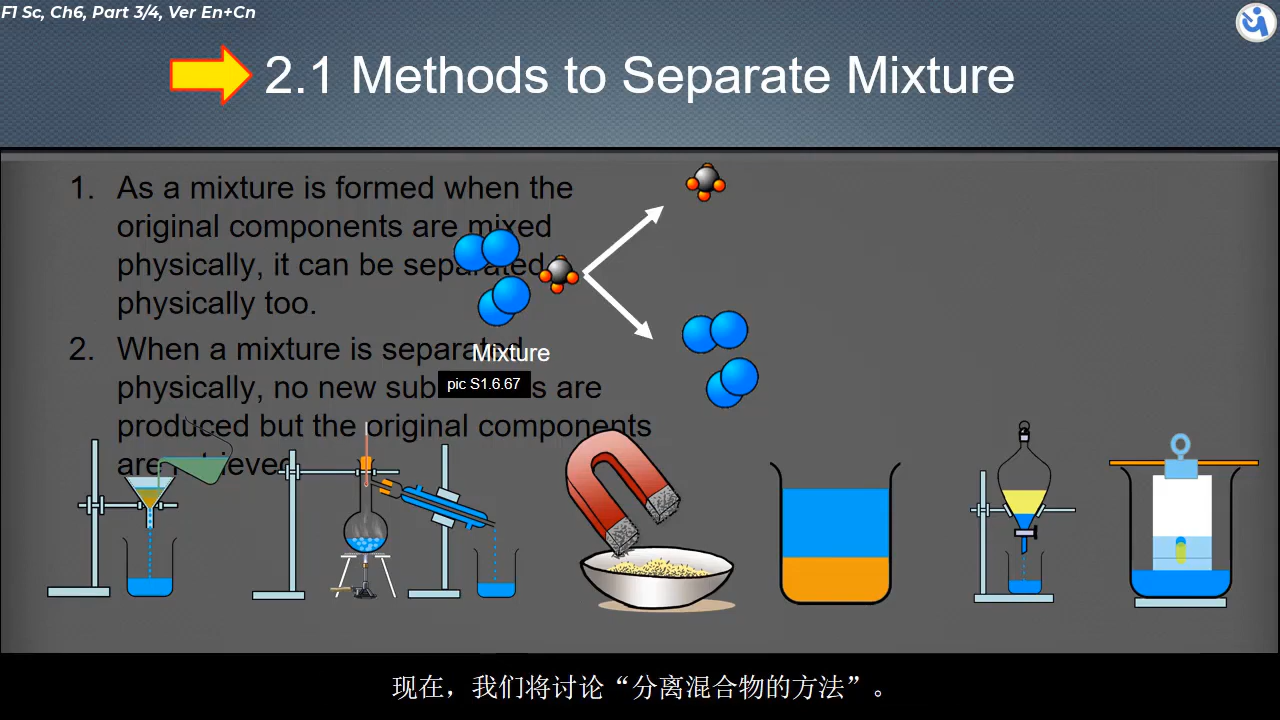 F1 Sc, Ch6, Part 3/4, Ver En+Cn
2.1 Methods to Separate Mixture
1. As a mixture is formed when the
original components are mixed
physically, it can be separated
physically too.
2. When a mixture is separated
physically, no new sub s are
produced but the original components
are
Mixture
pic S1.6.67
现在，我们将讨论“分离混合物的方法”。